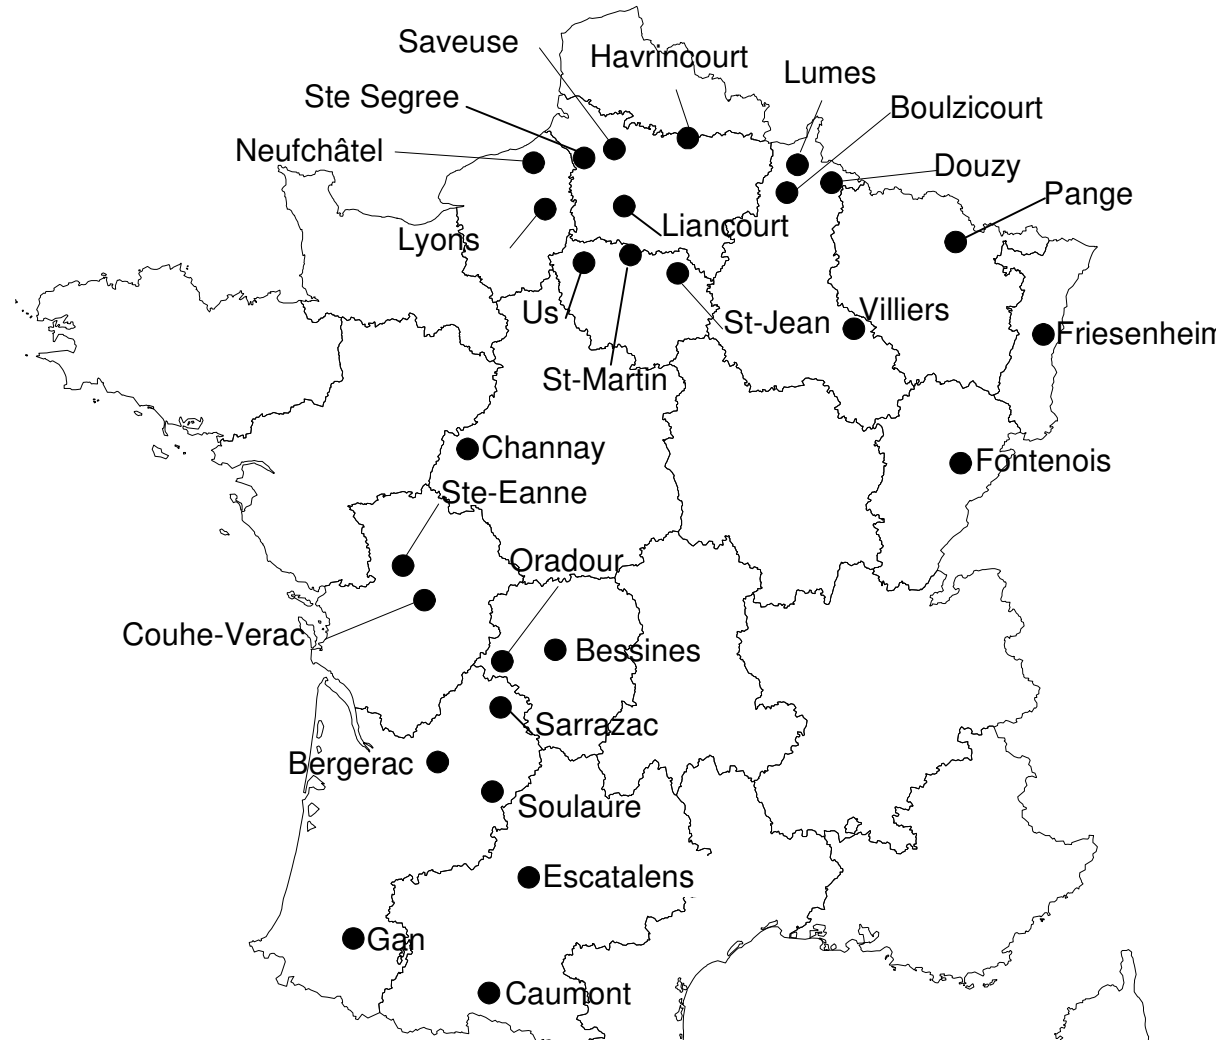 Saveuse
Havrincourt
Lumes
Ste Segree
Boulzicourt
Neufchâtel
Douzy
Pange
Lyons
Liancourt
Us
St-Jean
Villiers
Friesenheim
St-Martin
Channay
Fontenois
Ste-Eanne
Oradour
Couhe-Verac
Bessines
Sarrazac
Bergerac
Soulaure
Escatalens
Gan
Caumont